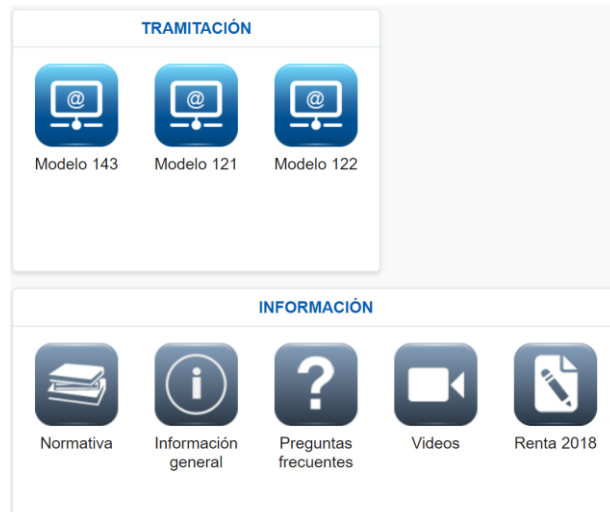 TRAMITACIÓN
@ @ @
Modelo 143 Modelo 121 Modelo 122
INFORMACIÓN
i ?
Normativa Información general Preguntas frecuentes Videos Renta 2018